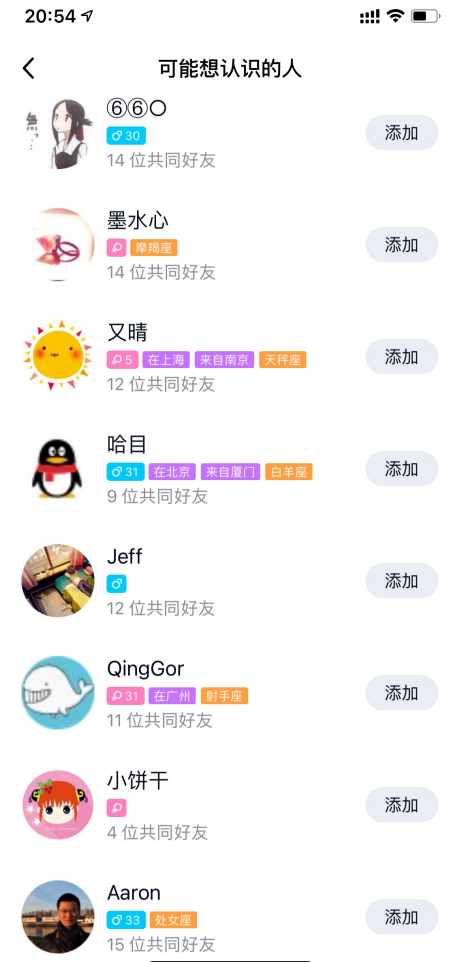 20:54
可能想认识的人
⑥⑥○
无っ
♂30
添加
14 位共同好友
墨水心
♀ 摩羯座
添加
14 位共同好友
又晴
♀5 在上海 来自南京 天秤座
添加
12 位共同好友
哈目
♂31 在北京 来自厦门 白羊座
添加
9 位共同好友
Jeff
♂
添加
12 位共同好友
QingGor
♀31 在广州 射手座
添加
11 位共同好友
小饼干
♀
添加
4 位共同好友
Aaron
♂33 处女座
添加
15 位共同好友